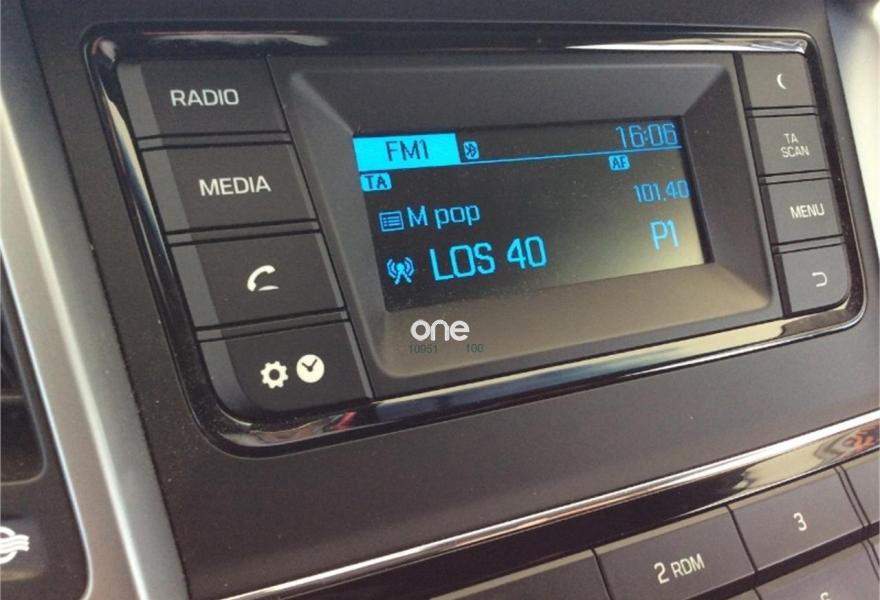 RADIO
MEDIA
FM1
16:06
TA
AF
101.40
M pop
P1
LOS 40
TA
SCAN
MENU
one
10951 100
2 RDM
3